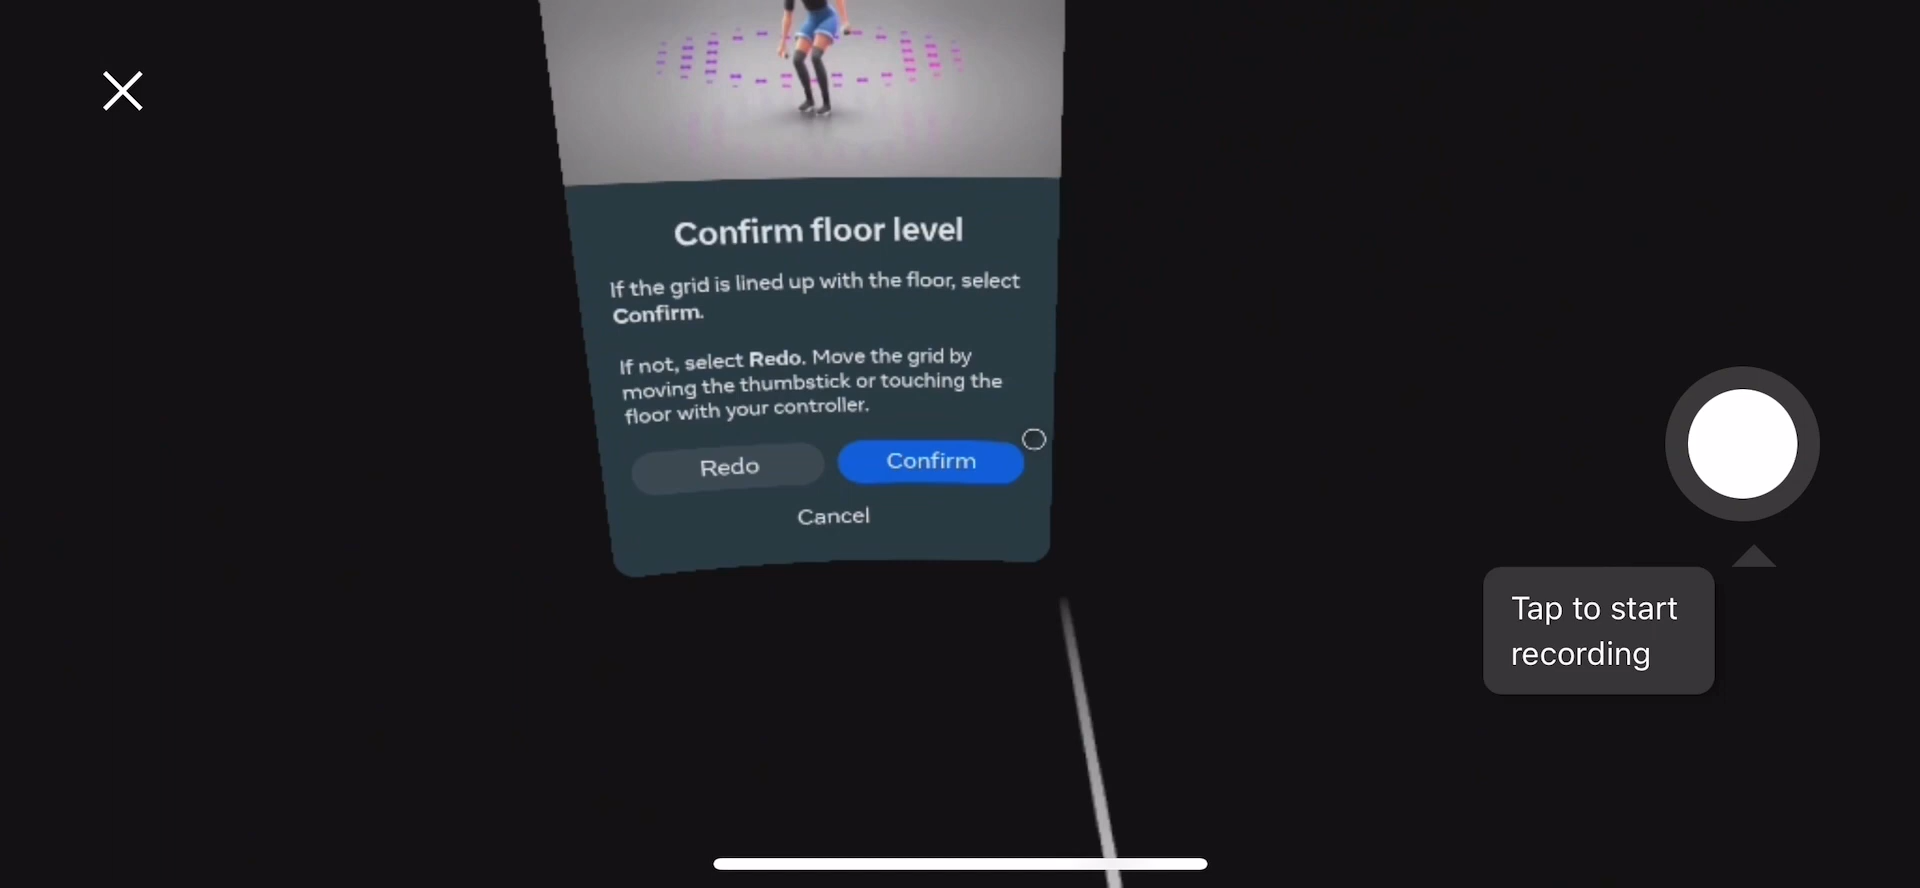 Confirm floor level
If the grid is lined up with the floor, select
Confirm.
If not, select Redo. Move the grid by
moving the thumbstick or touching the
floor with your controller.
Redo
Confirm
Cancel
Tap to start
recording